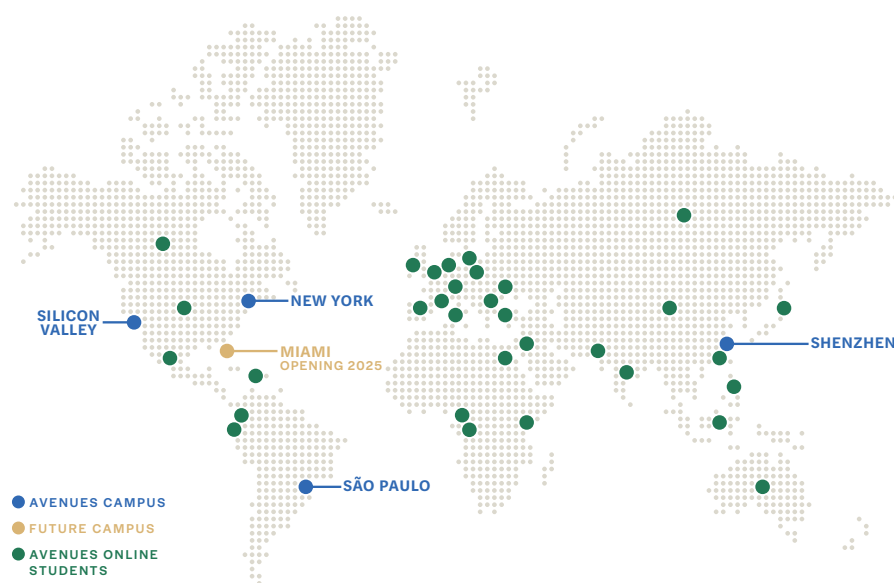 NEW YORK
SILICON
VALLEY
SHENZHEN
MIAMI
OPENING 2025
SÃO PAULO
AVENUES CAMPUS
FUTURE CAMPUS
AVENUES ONLINE
STUDENTS